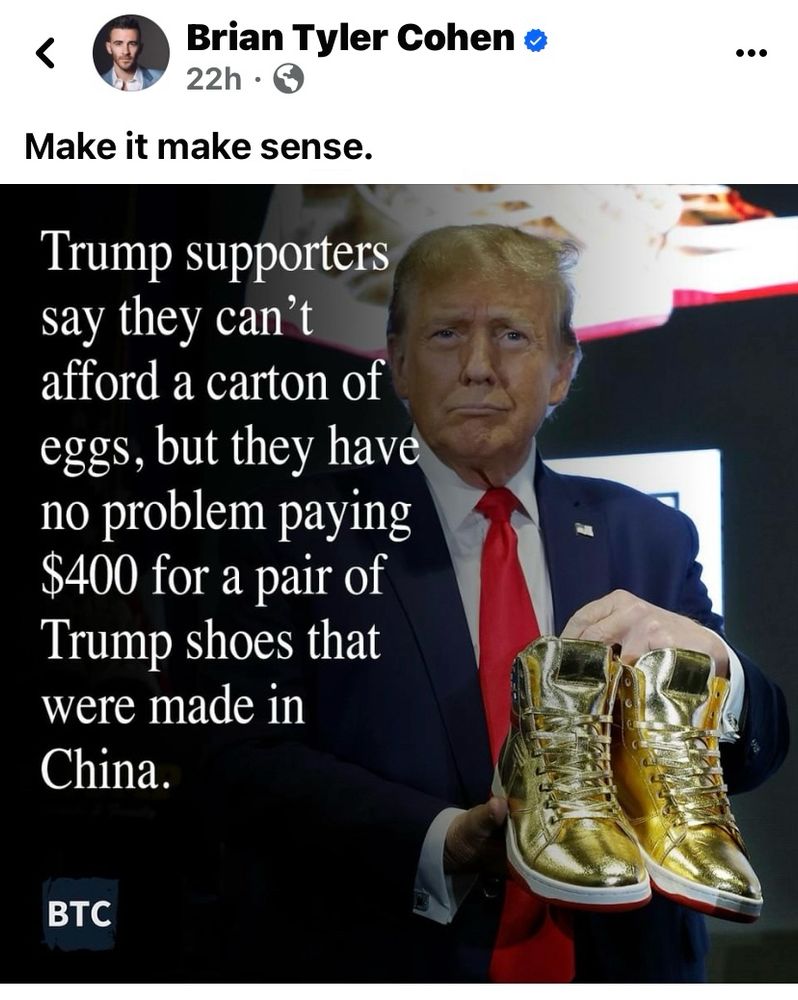 Brian Tyler Cohen
22h ·
Make it make sense.
Trump supporters
say they can’t
afford a carton of
eggs, but they have
no problem paying
$400 for a pair of
Trump shoes that
were made in
China.
BTC